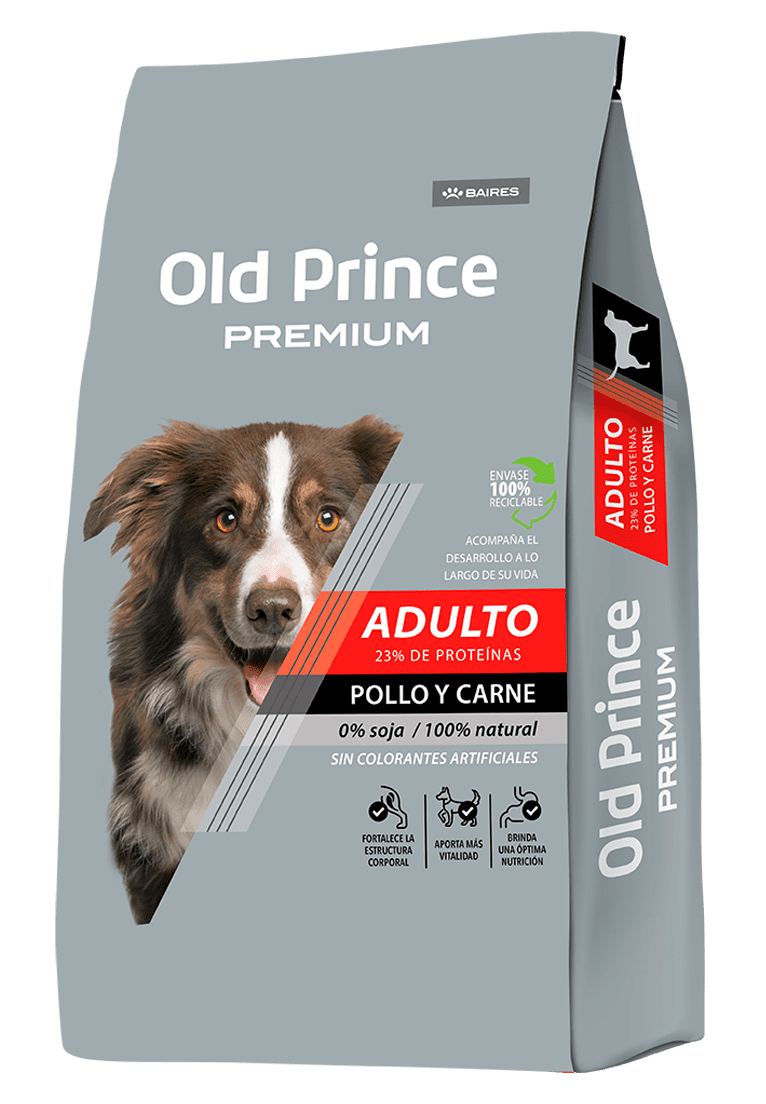 BAIRES
Old Prince
PREMIUM
ENVASE
100%
RECICLABLE
ACOMPAÑA EL
DESARROLLO A LO
LARGO DE SU VIDA
ADULTO
23% DE PROTEÍNAS
POLLO Y CARNE
0% soja / 100% natural
SIN COLORANTES ARTIFICIALES
FORTALECE LA
ESTRUCTURA
CORPORAL
APORTA MÁS
VITALIDAD
BRINDA
UNA ÓPTIMA
NUTRICIÓN
ADULTO
23% DE PROTEÍNAS
POLLO Y CARNE
Old Prince
PREMIUM